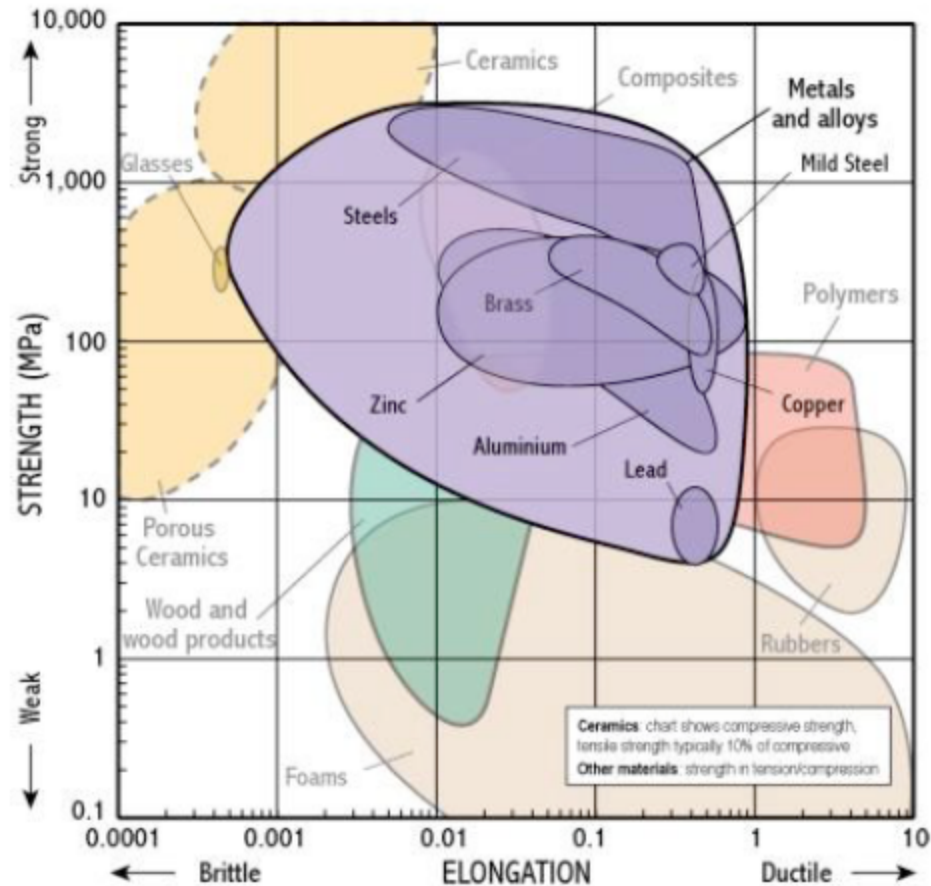 10,000
1,000
100
10
1
0.1
Strong
STRENGTH (MPa)
Weak
Ceramics
Composites
Metals
and alloys
Mild Steel
Glasses
Steels
Brass
Polymers
Zinc
Copper
Aluminium
Lead
Porous
Ceramics
Wood and
wood products
Rubbers
Foams
Ceramics: chart shows compressive strength,
tensile strength typically 10% of compressive
Other materials: strength in tension/compression
0.0001
0.001
0.01
0.1
1
10
Brittle
ELONGATION
Ductile